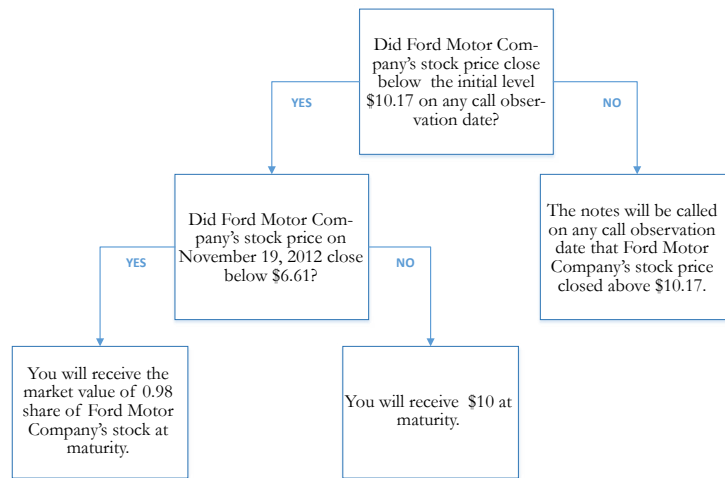 Did Ford Motor Com-
pany's stock price close
below the initial level
$10.17 on any call obser-
vation date?
YES
NO
Did Ford Motor Com-
pany's stock price on
November 19, 2012 close
below $6.61?
The notes will be called
on any call observation
date that Ford Motor
Company's stock price
closed above $10.17.
YES
NO
You will receive the
market value of 0.98
share of Ford Motor
Company's stock at
maturity.
You will receive $10 at
maturity.